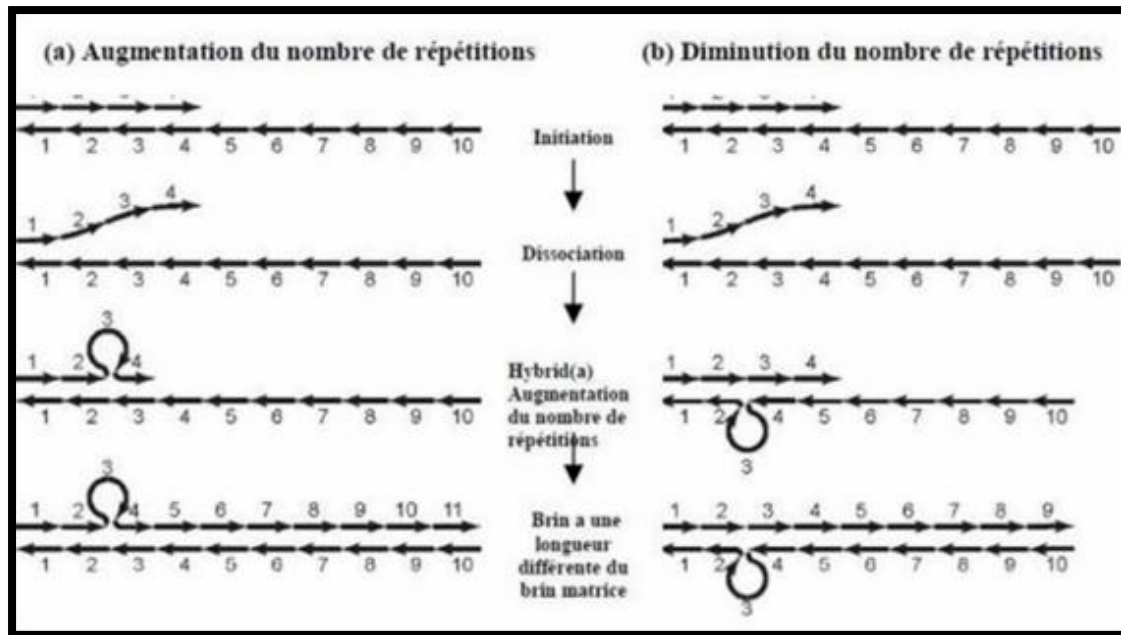 (a) Augmentation du nombre de répétitions
(b) Diminution du nombre de répétitions
1 2 3 4 5 6 7 8 9 10
Initiation
1 2 3 4 5 6 7 8 9 10
1 2 3 4
1 2 3 4 5 6 7 8 9 10
Dissociation
1 2 3 4
1 2 3 4 5 6 7 8 9 10
3
1 2 4
1 2 3 4 5 6 7 8 9 10
Hybrid(a)
Augmentation
du nombre de
répétitions
1 2 3 4
1 2 4 5 6 7 8 9 10
3
3
1 2 4 5 6 7 8 9 10 11
1 2 3 4 5 6 7 8 9 10
Brin a une
longueur
différente du
brin matrice
1 2 3 4 5 6 7 8 9
1 2 4 5 6 7 8 9 10
3